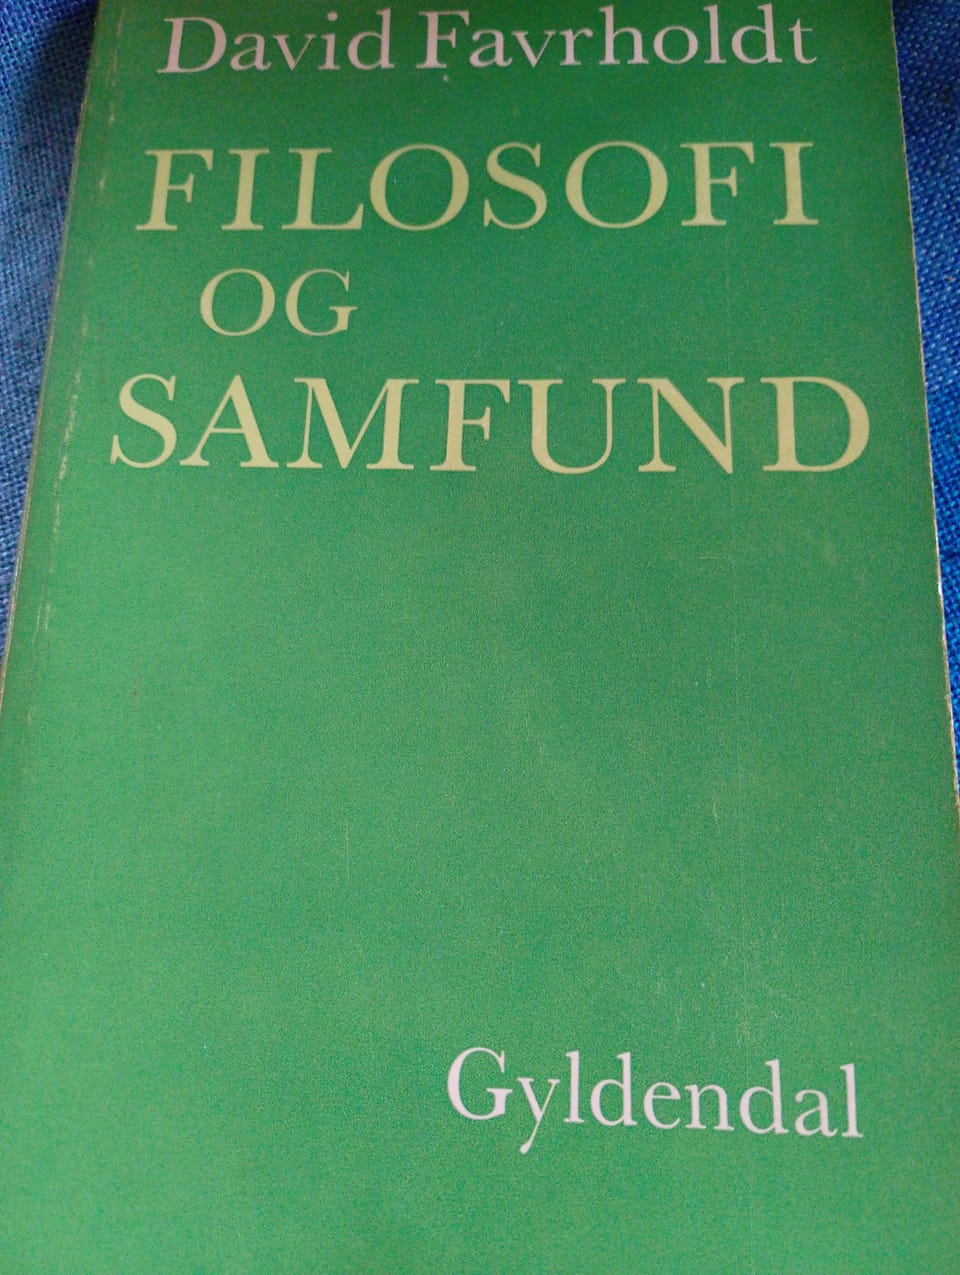 David Favrholdt
FILOSOFI
OG
SAMFUND
Gyldendal